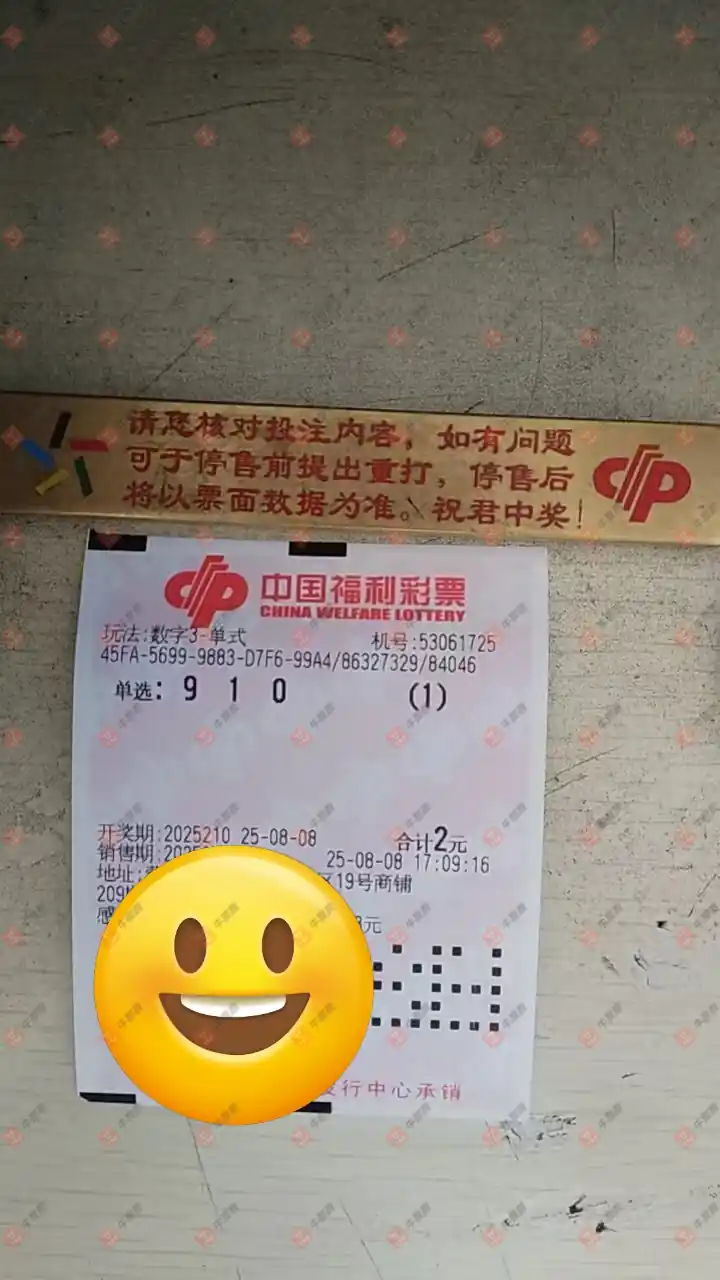 请您核对投注内容，如有问题
可于停售前提出重打，停售后
将以票面数据为准。祝君中奖！
中国福利彩票
CHINA WELFARE LOTTERY
玩法:数字3-单式 机号:53061725
45FA-5699-9883-D7F6-99A4/86327329/84046
单选: 9 1 0 (1)
开奖期:2025210 25-08-08 合计2元
销售期:202 25-08-08 17:09:16
地址: 区19号商铺
209
感 元
行中心承销